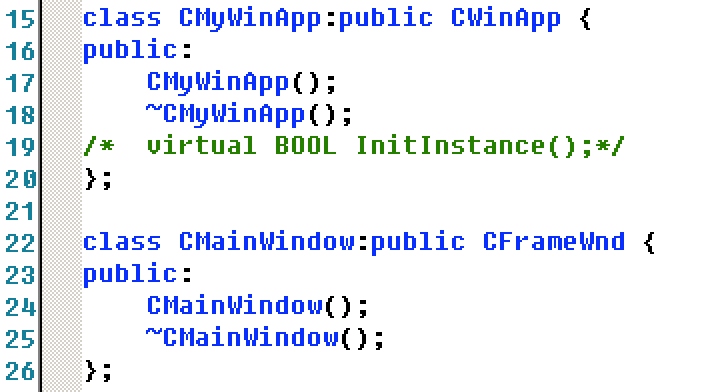 15 class CMyWinApp:public CWinApp {
16 public:
17     CMyWinApp();
18     ~CMyWinApp();
19 /*  virtual BOOL InitInstance();*/
20 };
21
22 class CMainWindow:public CFrameWnd {
23 public:
24     CMainWindow();
25     ~CMainWindow();
26 };